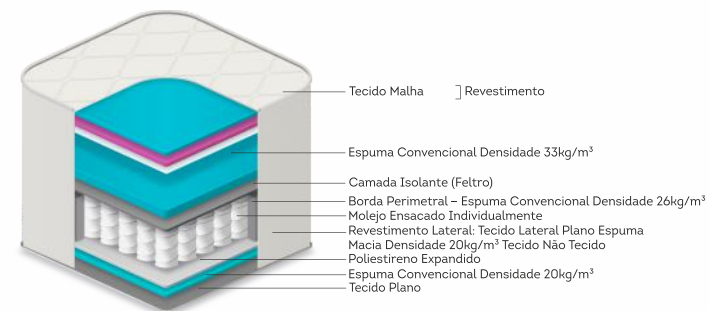 Tecido Malha ] Revestimento
Espuma Convencional Densidade 33kg/m³
Camada Isolante (Feltro)
Borda Perimetral – Espuma Convencional Densidade 26kg/m³
Molejo Ensacado Individualmente
Revestimento Lateral: Tecido Lateral Plano Espuma
Macia Densidade 20kg/m³ Tecido Não Tecido
Poliestireno Expandido
Espuma Convencional Densidade 20kg/m³
Tecido Plano